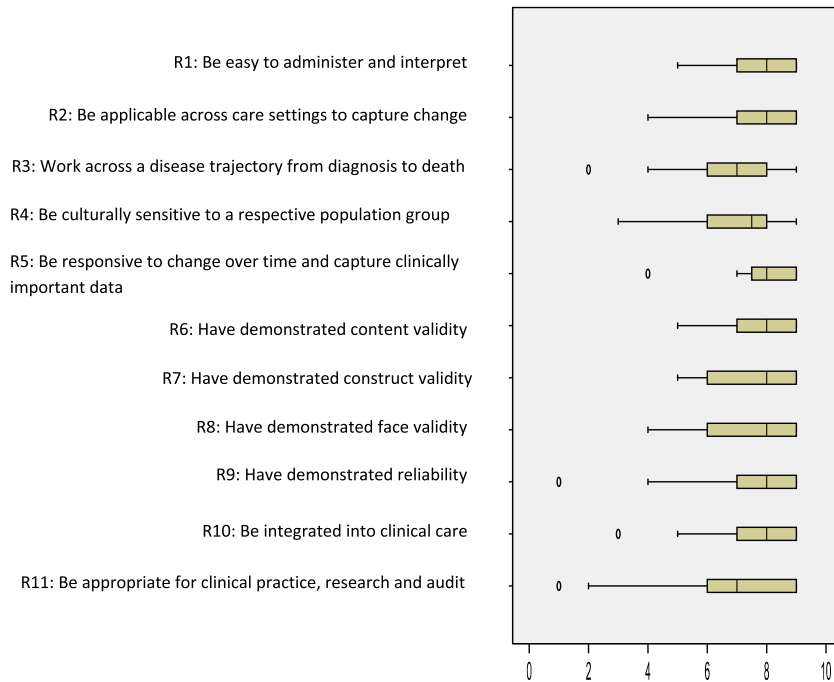 R1: Be easy to administer and interpret
R2: Be applicable across care settings to capture change
R3: Work across a disease trajectory from diagnosis to death
R4: Be culturally sensitive to a respective population group
R5: Be responsive to change over time and capture clinically
important data
R6: Have demonstrated content validity
R7: Have demonstrated construct validity
R8: Have demonstrated face validity
R9: Have demonstrated reliability
R10: Be integrated into clinical care
R11: Be appropriate for clinical practice, research and audit
0 2 4 6 8 10